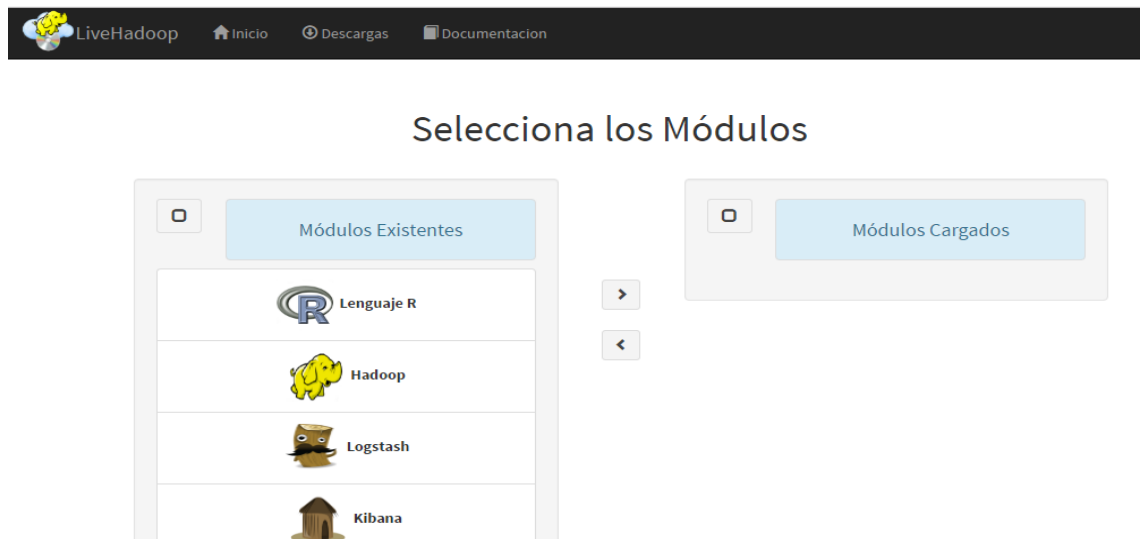 LiveHadoop Inicio Descargas Documentacion
Selecciona los Módulos
Módulos Existentes
Lenguaje R
Hadoop
Logstash
Kibana
Módulos Cargados